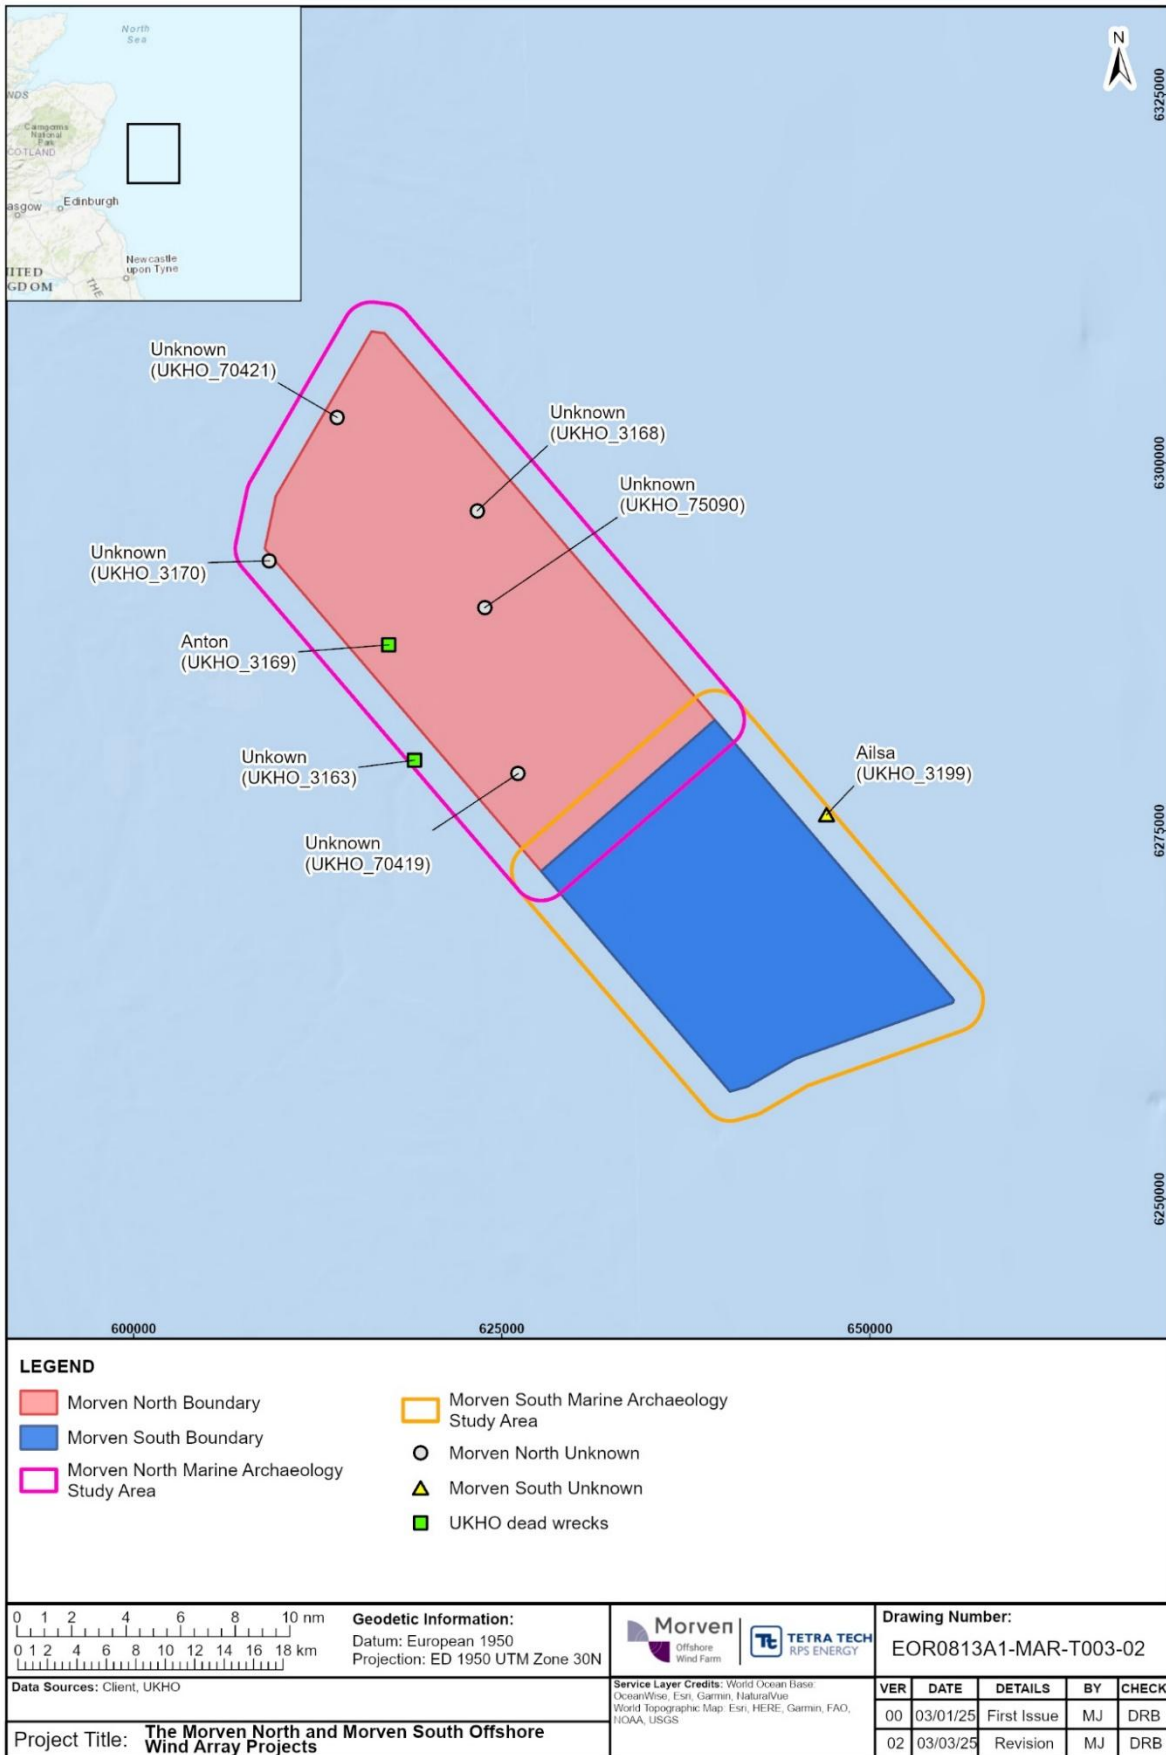 North
Sea
NDS
Cairngorms
National
Park
COTLAND
asgow
Edinburgh
Newcastle
upon Tyne
ITED
GDOM
THE
N
6325000
Unknown
(UKHO_70421)
Unknown
(UKHO_3168)
6300000
Unknown
(UKHO_75090)
Unknown
(UKHO_3170)
Anton
(UKHO_3169)
Unkown
(UKHO_3163)
Ailsa
(UKHO_3199)
6275000
Unknown
(UKHO_70419)
6250000
600000 625000 650000
LEGEND
Morven North Boundary
Morven South Boundary
Morven North Marine Archaeology
Study Area
Morven South Marine Archaeology
Study Area
Morven North Unknown
Morven South Unknown
UKHO dead wrecks
0 1 2 4 6 8 10 nm
0 1 2 4 6 8 10 12 14 16 18 km
Geodetic Information:
Datum: European 1950
Projection: ED 1950 UTM Zone 30N
Morven
Offshore
Wind Farm
Tt
TETRA TECH
RPS ENERGY
Drawing Number:
EOR0813A1-MAR-T003-02
Data Sources: Client, UKHO
Service Layer Credits: World Ocean Base:
OceanWise, Esri, Garmin, NaturalVue
World Topographic Map: Esri, HERE, Garmin, FAO,
NOAA, USGS
VER DATE DETAILS BY CHECK
00 03/01/25 First Issue MJ DRB
02 03/03/25 Revision MJ DRB
Project Title: The Morven North and Morven South Offshore
Wind Array Projects